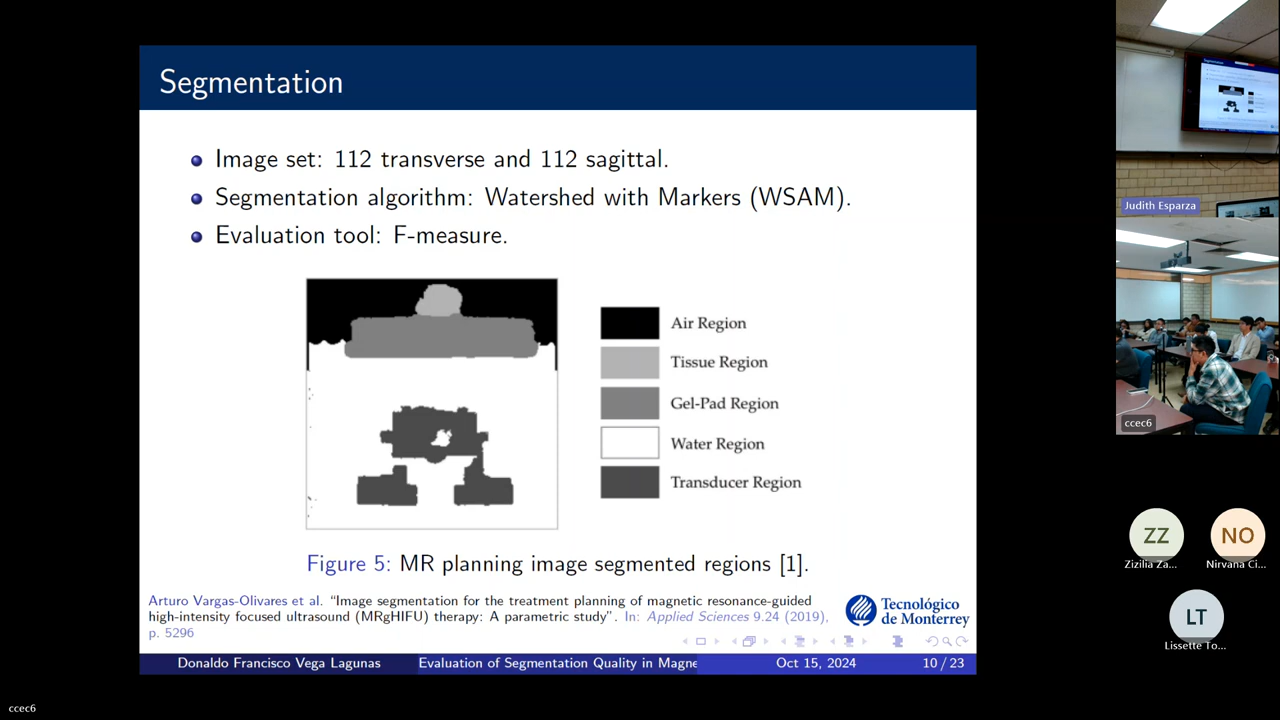 Segmentation
Image set: 112 transverse and 112 sagittal.
Segmentation algorithm: Watershed with Markers (WSAM).
Evaluation tool: F-measure.
Air Region
Tissue Region
Gel-Pad Region
Water Region
Transducer Region
Figure 5: MR planning image segmented regions [1].
Arturo Vargas-Olivares et al. “Image segmentation for the treatment planning of magnetic resonance-guided
high-intensity focused ultrasound (MRgHIFU) therapy: A parametric study”. In: Applied Sciences 9.24 (2019),
p. 5296
Tecnológico
de Monterrey
Donaldo Francisco Vega Lagunas Evaluation of Segmentation Quality in Magne Oct 15, 2024 10 / 23
Judith Esparza
ccec6
ZZ
Zizilia Za...
NO
Nirvana Ci...
LT
Lissette To...
ccec6